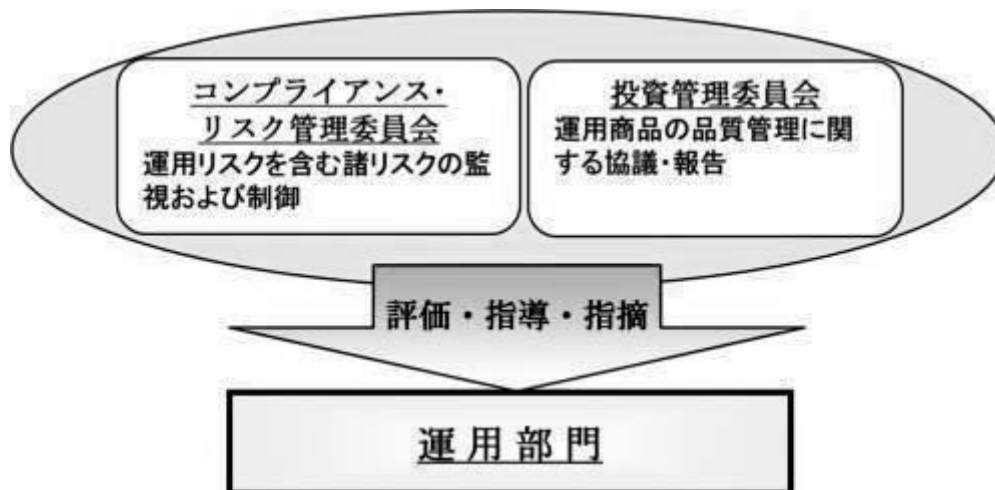 コンプライアンス・
リスク管理委員会
運用リスクを含む諸リスクの監
視および制御
投資管理委員会
運用商品の品質管理に関
する協議・報告
評価・指導・指摘
運用部門